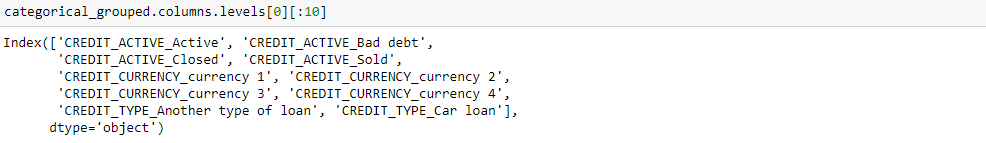 categorical_grouped.columns.levels[0][:10]
Index(['CREDIT_ACTIVE_Active', 'CREDIT_ACTIVE_Bad debt',
'CREDIT_ACTIVE_Closed', 'CREDIT_ACTIVE_Sold',
'CREDIT_CURRENCY_currency 1', 'CREDIT_CURRENCY_currency 2',
'CREDIT_CURRENCY_currency 3', 'CREDIT_CURRENCY_currency 4',
'CREDIT_TYPE_Another type of loan', 'CREDIT_TYPE_Car loan'],
dtype='object')